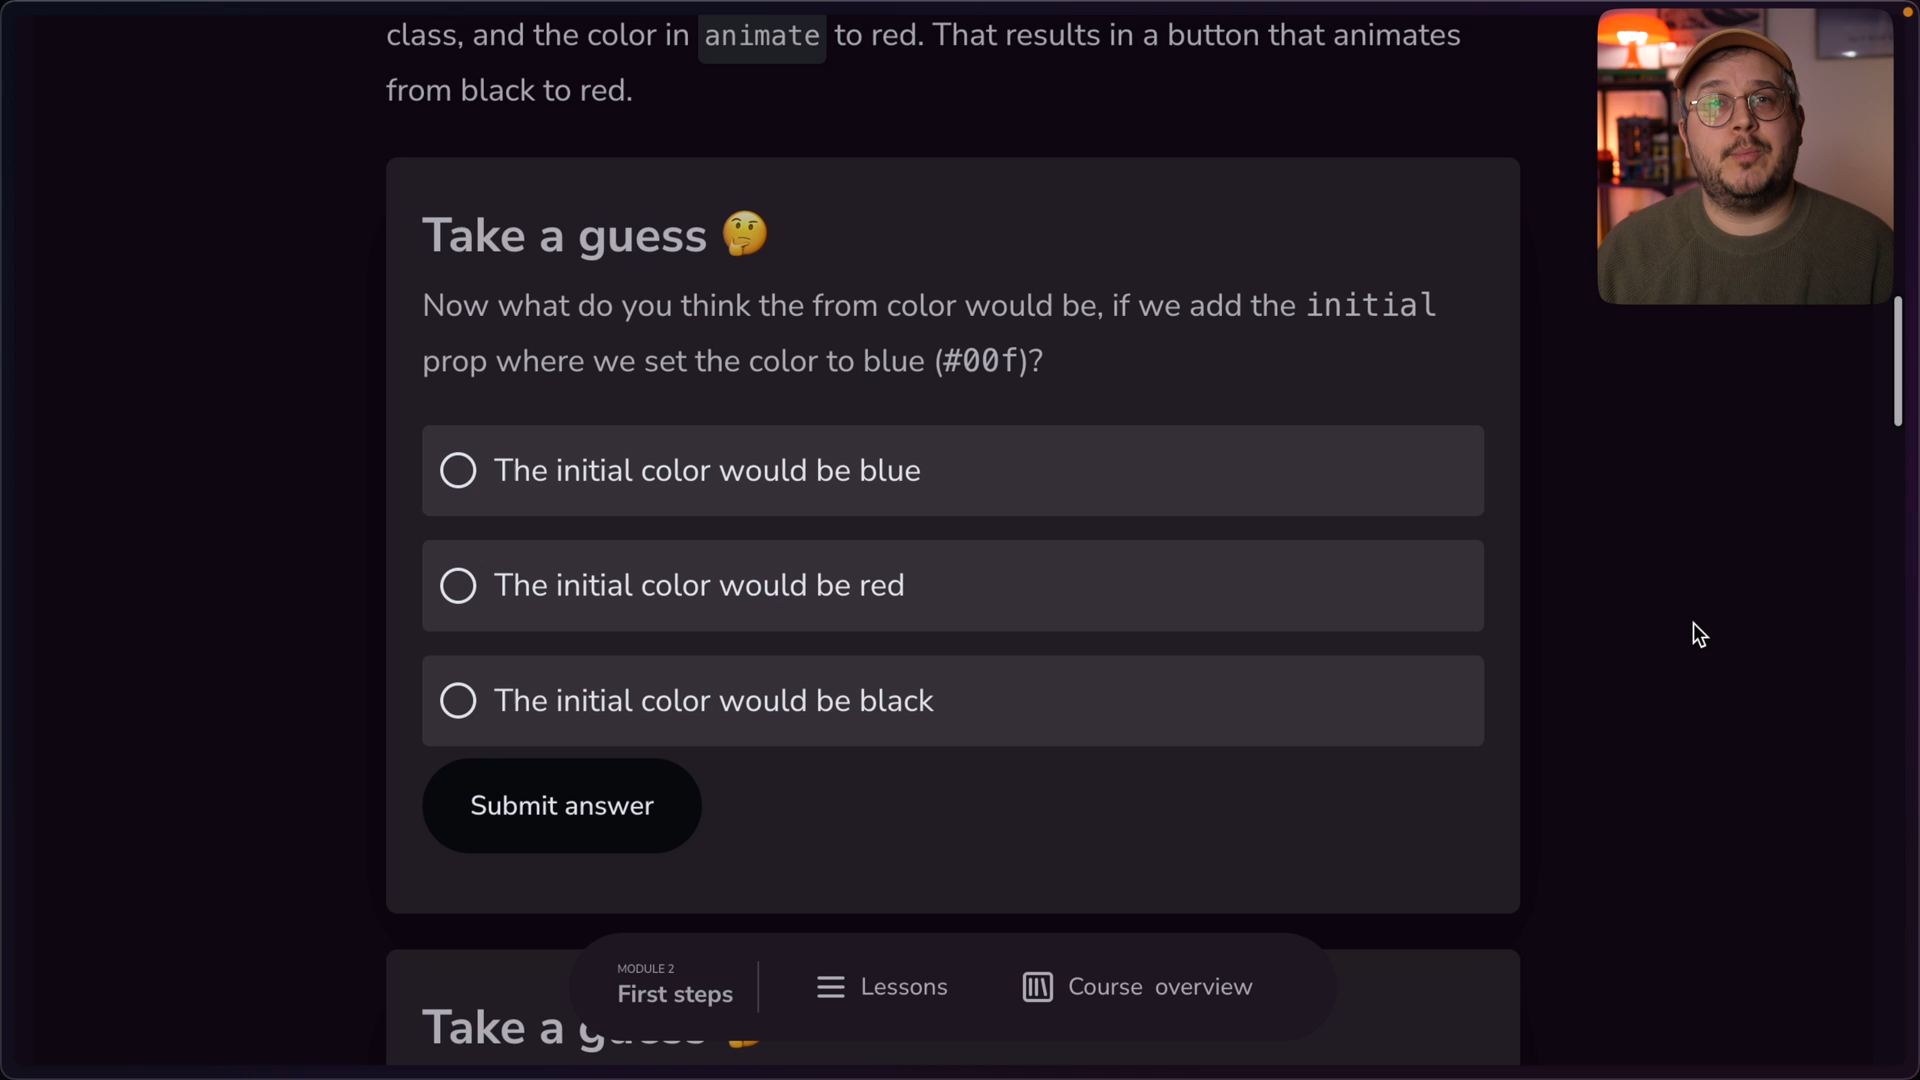 class, and the color in animate to red. That results in a button that animates
from black to red.
Take a guess 🤔
Now what do you think the from color would be, if we add the initial
prop where we set the color to blue (#00f)?
The initial color would be blue
The initial color would be red
The initial color would be black
Submit answer
MODULE 2
First steps
Lessons
Course overview
Take a